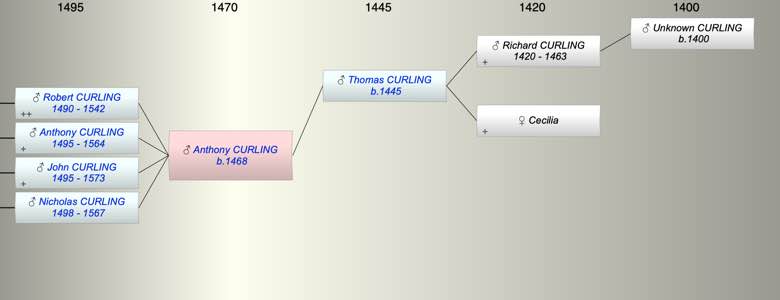 1495 1470 1445 1420 1400
♂ Unknown CURLING
b.1400
♂ Richard CURLING
1420 - 1463
+
♂ Thomas CURLING
b.1445
♂ Robert CURLING
1490 - 1542
++
♀ Cecilia
+
♂ Anthony CURLING
1495 - 1564
+
♂ Anthony CURLING
b.1468
♂ John CURLING
1495 - 1573
+
♂ Nicholas CURLING
1498 - 1567